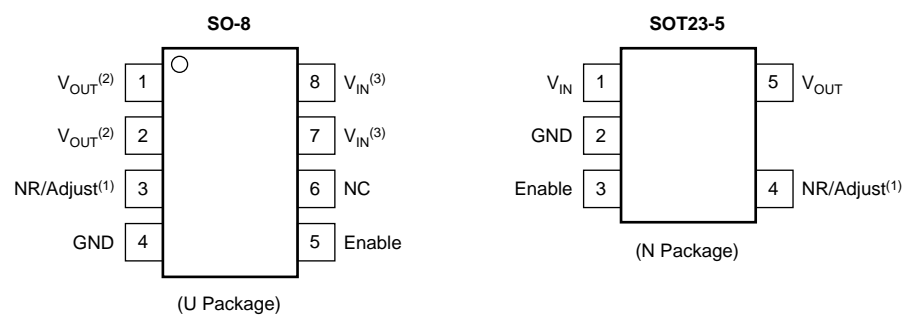 SO-8
V_OUT(2) 1
8 V_IN(3)
V_OUT(2) 2
7 V_IN(3)
NR/Adjust(1) 3
6 NC
GND 4
5 Enable
(U Package)
SOT23-5
V_IN 1
5 V_OUT
GND 2
Enable 3
4 NR/Adjust(1)
(N Package)